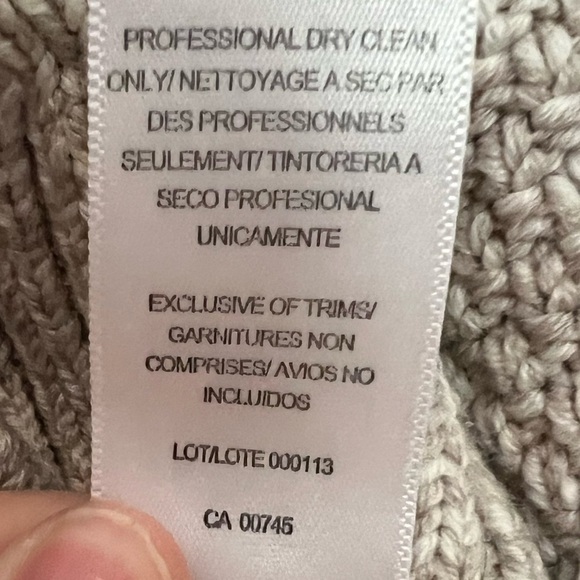 PROFESSIONAL DRY CLEAN
ONLY/ NETTOYAGE A SEC PAR
DES PROFESSIONNELS
SEULEMENT/ TINTORERIA A
SECO PROFESIONAL
UNICAMENTE
EXCLUSIVE OF TRIMS/
GARNITURES NON
COMPRISES/ AVIOS NO
INCLUIDOS
LOT/LOTE 000113
CA 00746